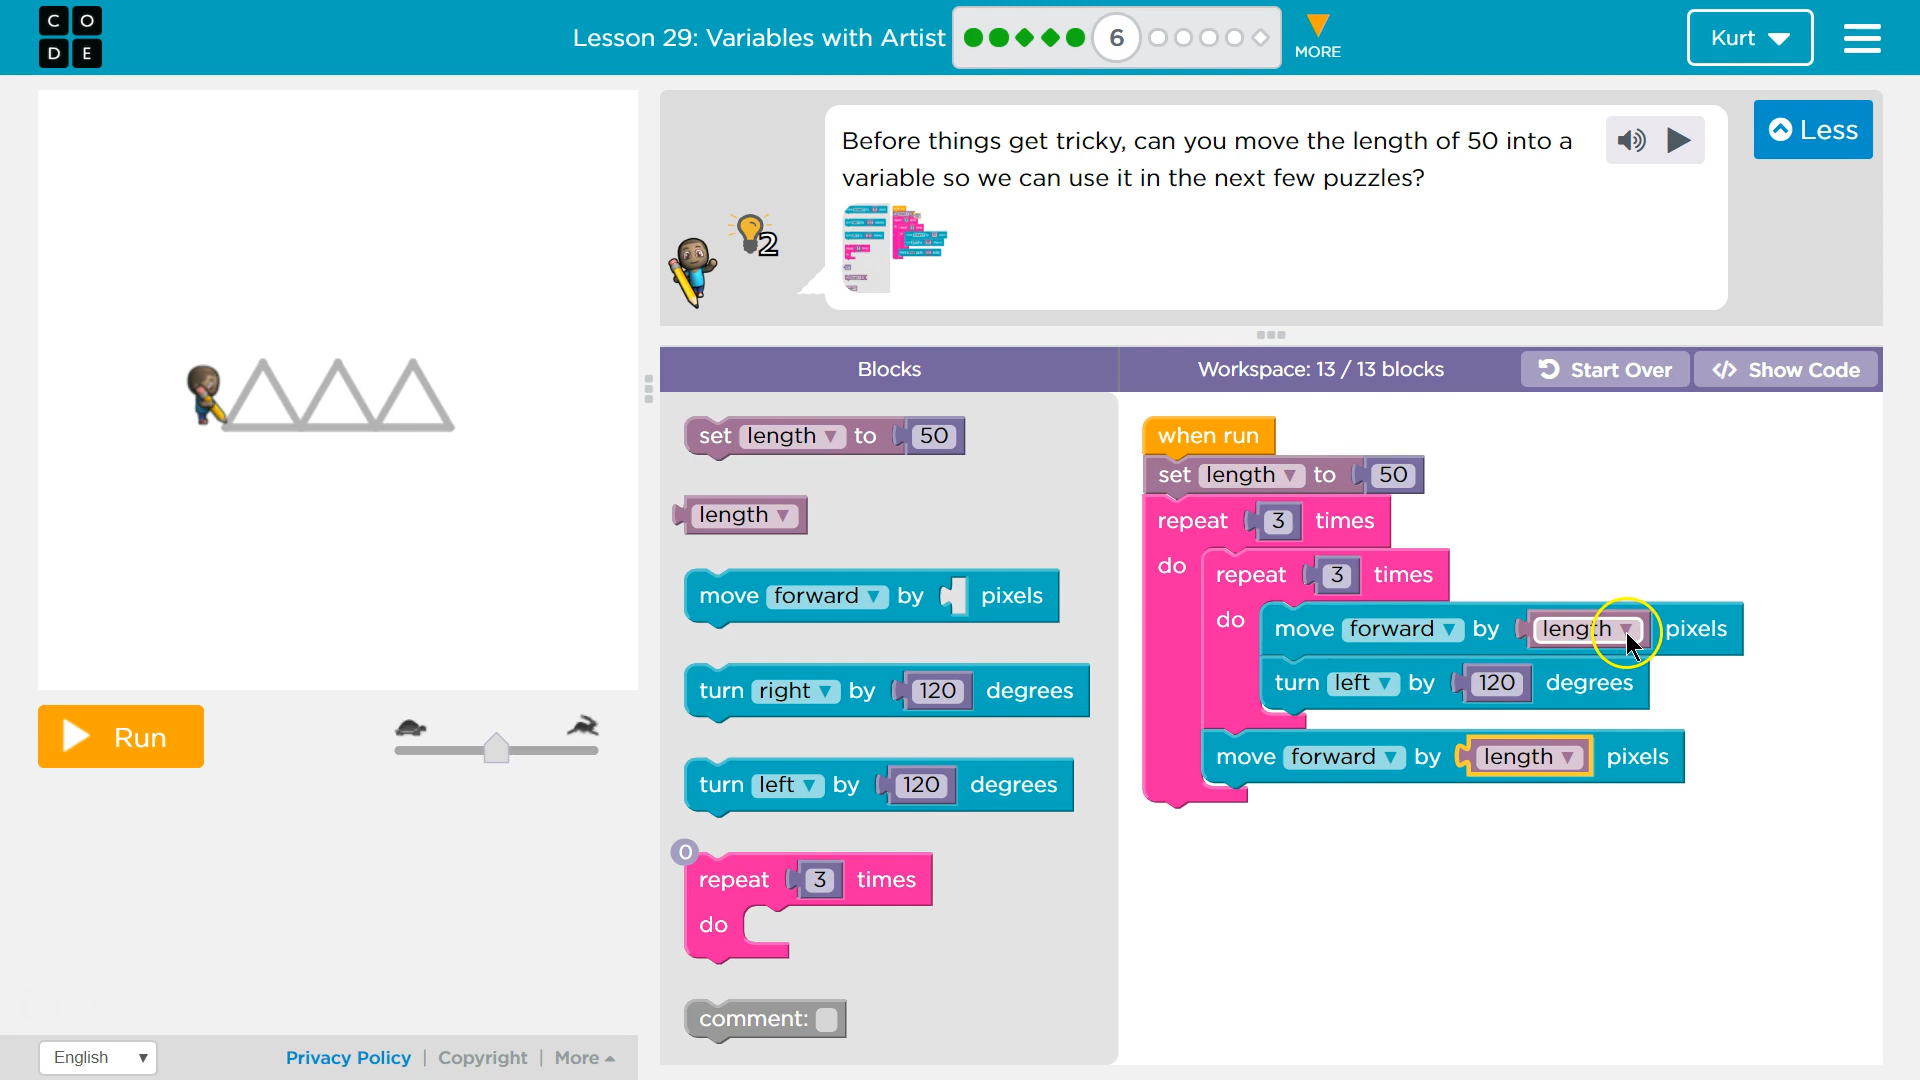 C O
D E
Lesson 29: Variables with Artist
6
MORE
Kurt
Before things get tricky, can you move the length of 50 into a
variable so we can use it in the next few puzzles?
2
Less
Blocks
Workspace: 13 / 13 blocks
Start Over
Show Code
set length to 50
length
move forward by pixels
turn right by 120 degrees
turn left by 120 degrees
0
repeat 3 times
do
comment:
when run
set length to 50
repeat 3 times
do
repeat 3 times
do
move forward by length pixels
turn left by 120 degrees
move forward by length pixels
Run
English
Privacy Policy | Copyright | More